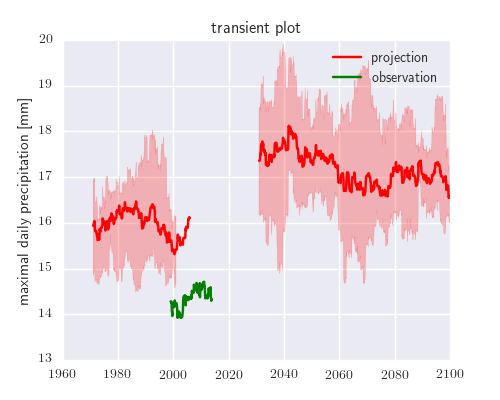 transient plot
projection
observation
maximal daily precipitation [mm]
20
19
18
17
16
15
14
13
1960 1980 2000 2020 2040 2060 2080 2100